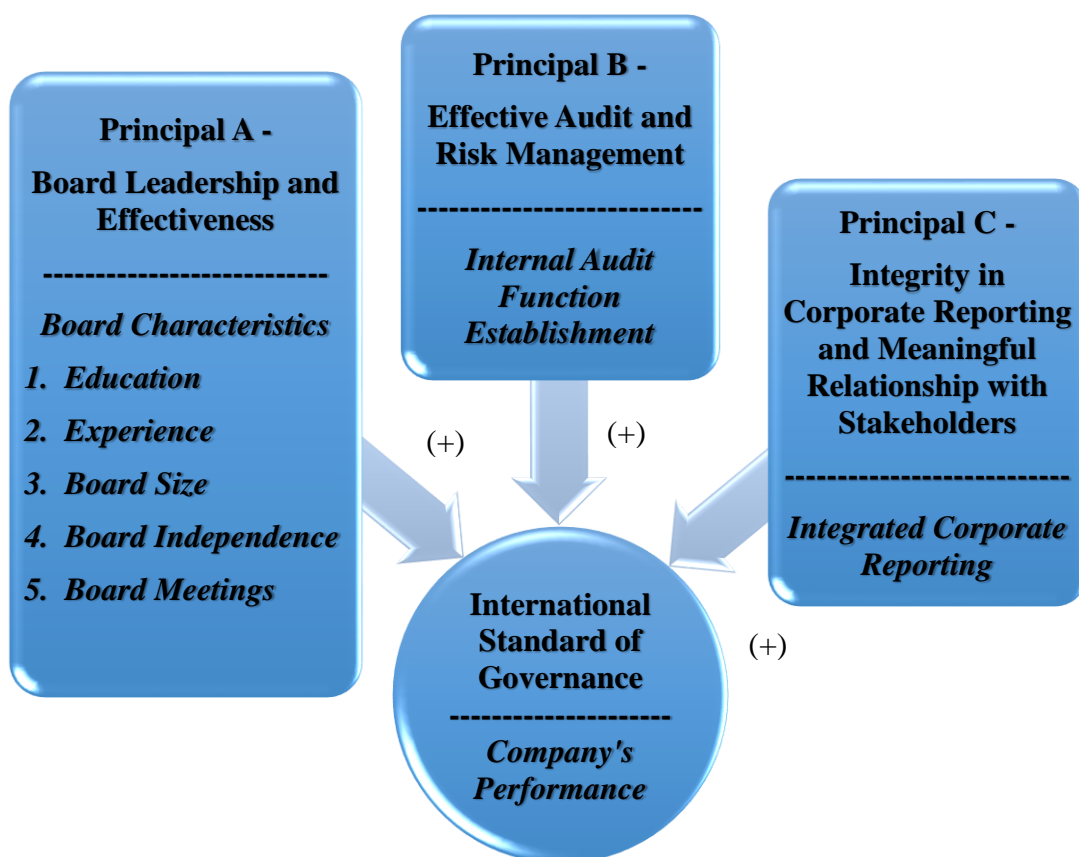 Principal A -
Board Leadership and
Effectiveness
---------------------------
Board Characteristics
1. Education
2. Experience
3. Board Size
4. Board Independence
5. Board Meetings
Principal B -
Effective Audit and
Risk Management
---------------------------
Internal Audit
Function
Establishment
Principal C -
Integrity in
Corporate Reporting
and Meaningful
Relationship with
Stakeholders
---------------------------
Integrated Corporate
Reporting
(+)
(+)
(+)
International
Standard of
Governance
---------------------
Company's
Performance